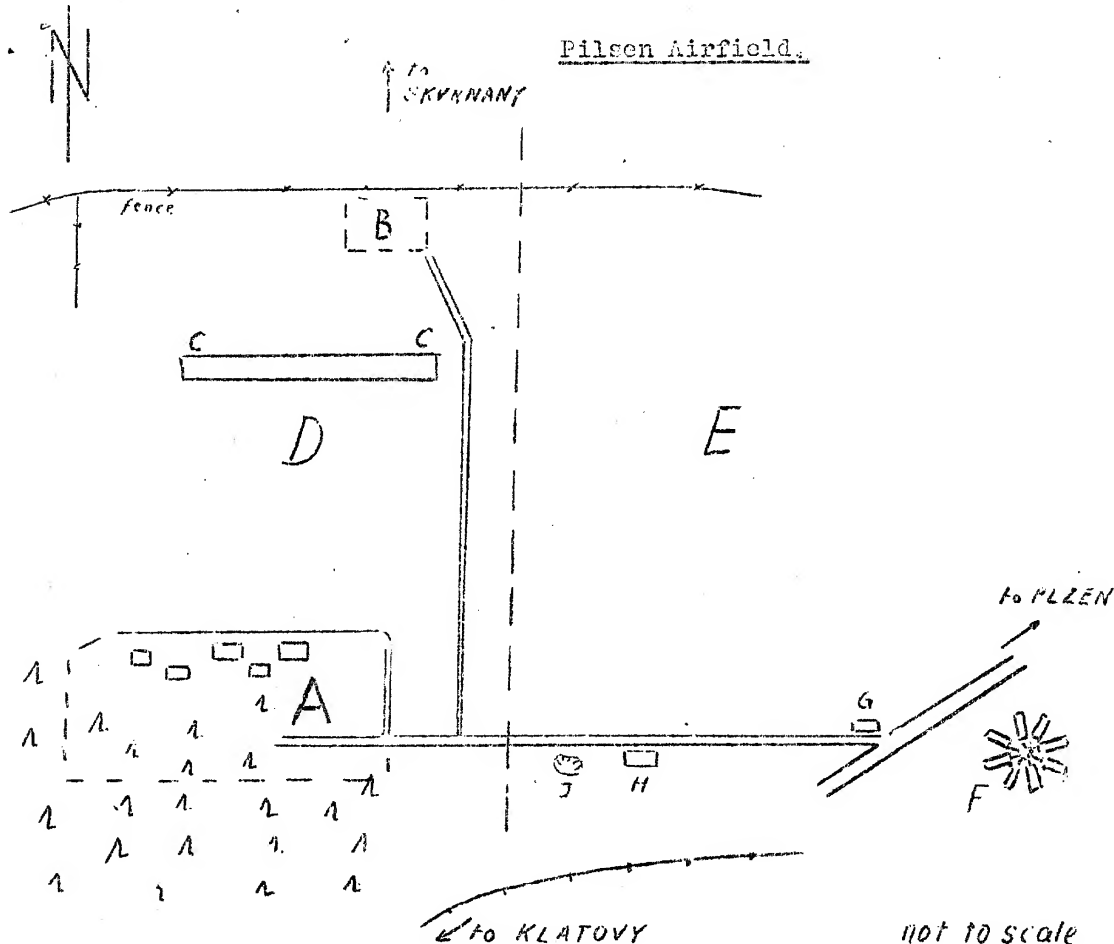 N
Pilsen Airfield.
to
SKVRNANY
fence
B
C C
D
E
to PLZEN
A
G
J
H
F
to KLATOVY
not to scale